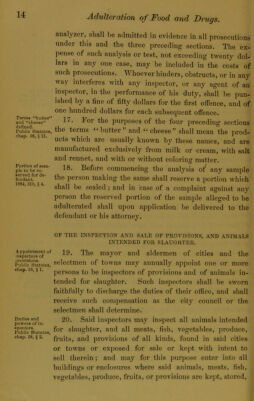 14
Adulteration of Food and Drugs.
analyzer, shall be admitted in evidence in all prosecutions
under this and the three preceding sections. The ex-
pense of such analysis or test, not exceeding twenty dol-
lars in any one case, may be included in the costs of
such prosecutions. Whoever hinders, obstructs, or in any
way interferes with any inspector, or any agent of an
inspector, in the performance of his duty, shall be pun-
ished by a fine of fifty dollars for the first offence, and of
one hundred dollars for each subsequent offence.
Terms "butter"
and "cheese"
defined.
Public Statutes,
chap. 56, § 21.
17. For the purposes of the four preceding sections
the terms "butter" and "cheese" shall mean the prod-
ucts which are usually known by these names, and are
manufactured exclusively from milk or cream, with salt
and rennet, and with or without coloring matter.
Portion of sam-
ple to be re-
served for de-
fendant.
1884, 310, § 4.
18. Before commencing the analysis of any sample
the person making the same shall reserve a portion which
shall be sealed; and in case of a complaint against any
person the reserved portion of the sample alleged to be
adulterated shall upon application be delivered to the
defendant or his attorney.
OF THE INSPECTION AND SALE OF PROVISIONS, AND ANIMALS
INTENDED FOR SLAUGHTER.
Appointment of
inspectors of
provisions.
Public Statutes,
chap. 58, § 1.
19. The mayor and aldermen of cities and the
selectmen of towns may annually appoint one or more
persons to be inspectors of provisions and of animals in-
tended for slaughter. Such inspectors shall be sworn
faithfully to discharge the duties of their office, and shall
receive such compensation as the city council or the
selectmen shall determine.
Duties and
powers of in-
spectors.
Public Statutes,
chap. 58, § 2.
20. Said inspectors may inspect all animals intended
for slaughter, and all meats, fish, vegetables, produce,
fruits, and provisions of all kinds, found in said cities
or towns or exposed for sale or kept with intent to
sell therein; and may for this purpose enter into all
buildings or enclosures where said animals, meats, fish,
vegetables, produce, fruits, or provisions are kept, stored,